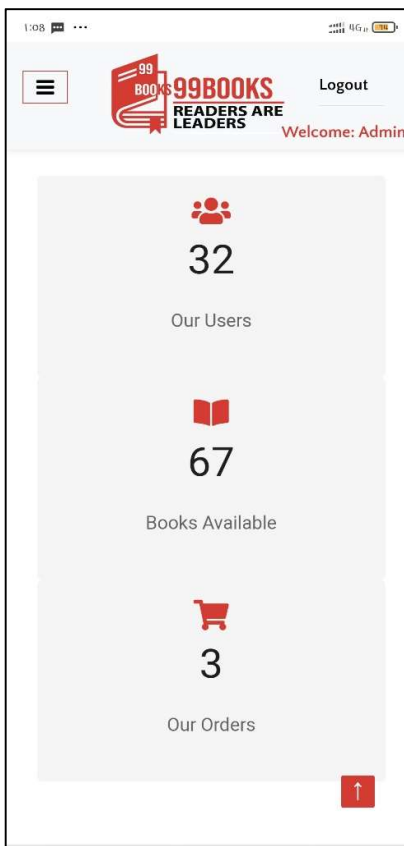 1:08 ...
4G
Logout
99
BOOKS
99BOOKS
READERS ARE
LEADERS
Welcome: Admin
32
Our Users
67
Books Available
3
Our Orders
↑